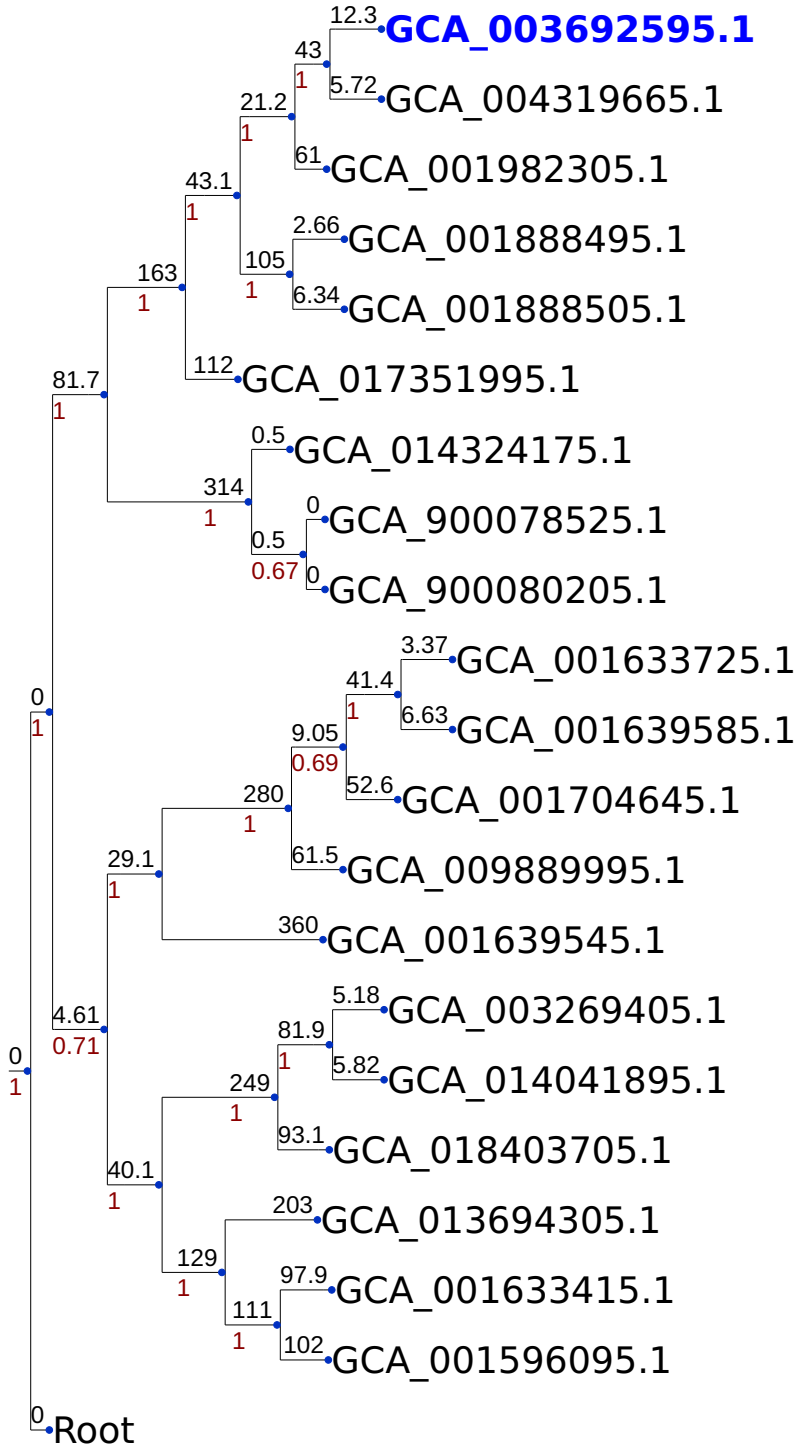 12.3
GCA_003692595.1
43
1
5.72
GCA_004319665.1
21.2
1
61
GCA_001982305.1
43.1
1
2.66
GCA_001888495.1
105
1
6.34
GCA_001888505.1
163
1
112
GCA_017351995.1
81.7
1
0.5
GCA_014324175.1
314
1
0
GCA_900078525.1
0.5
0.67
0
GCA_900080205.1
3.37
GCA_001633725.1
41.4
1
6.63
GCA_001639585.1
0
1
9.05
0.69
52.6
GCA_001704645.1
280
1
61.5
GCA_009889995.1
29.1
1
360
GCA_001639545.1
5.18
GCA_003269405.1
4.61
0.71
81.9
1
5.82
GCA_014041895.1
0
1
249
1
93.1
GCA_018403705.1
40.1
1
203
GCA_013694305.1
129
1
97.9
GCA_001633415.1
111
1
102
GCA_001596095.1
0
Root